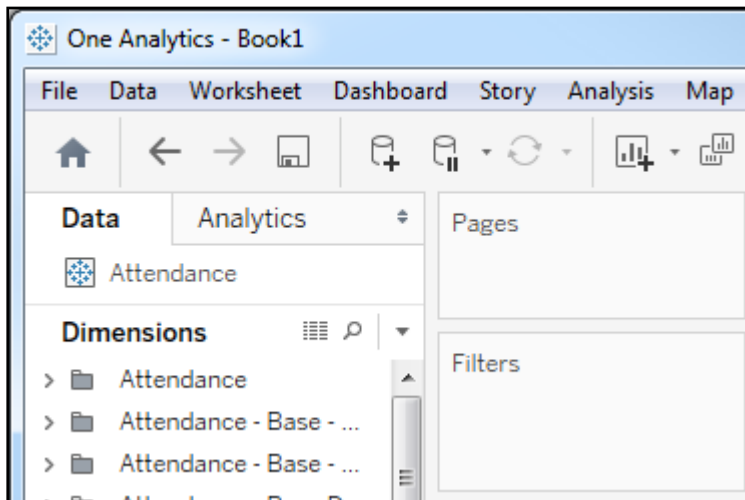 One Analytics - Book1
File Data Worksheet Dashboard Story Analysis Map
Data Analytics
Attendance
Dimensions
Attendance
Attendance - Base - ...
Attendance - Base - ...
Pages
Filters